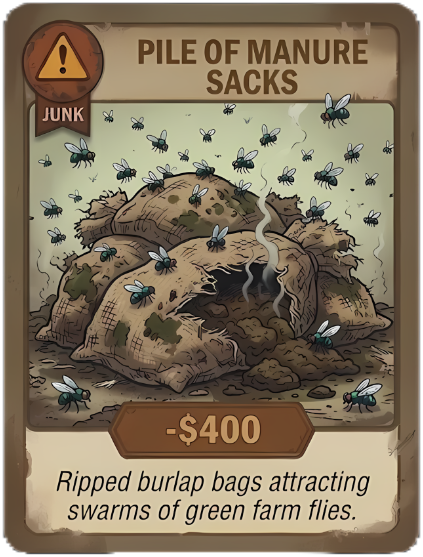 PILE OF MANURE
SACKS
JUNK
-$400
Ripped burlap bags attracting
swarms of green farm flies.